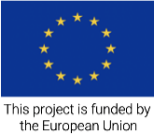 This project is funded by
the European Union